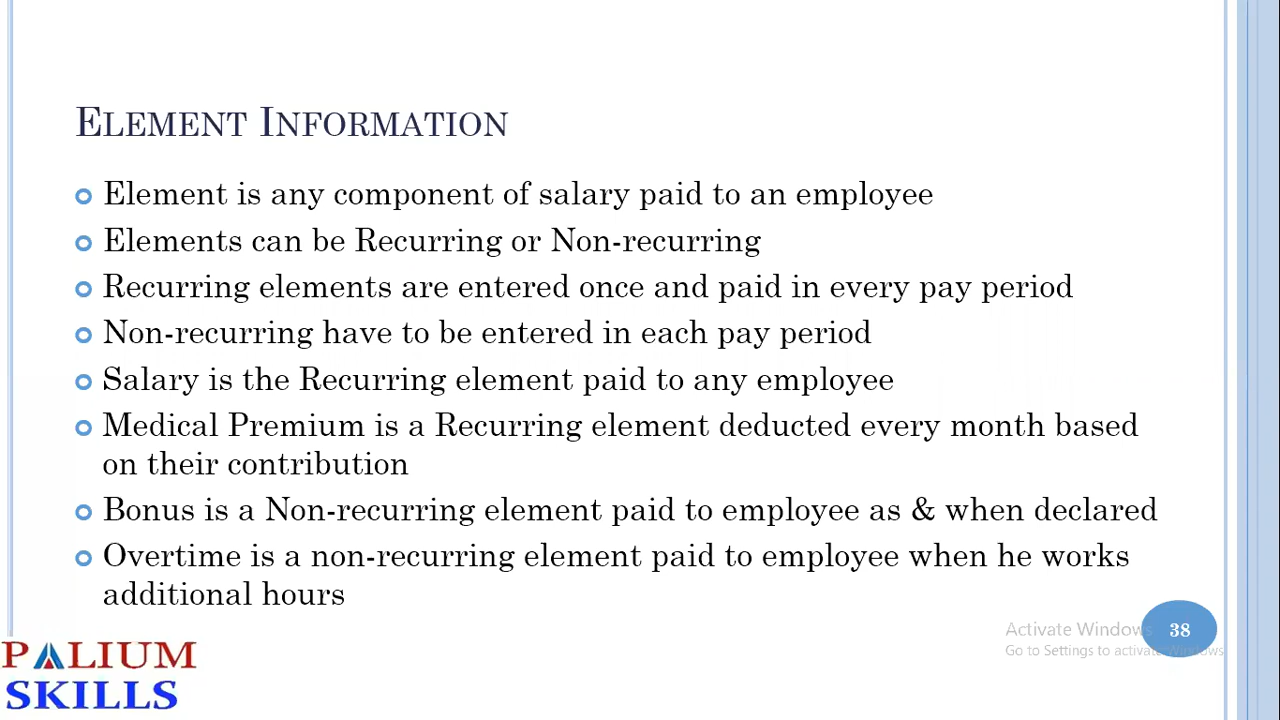 ELEMENT INFORMATION
Element is any component of salary paid to an employee
Elements can be Recurring or Non-recurring
Recurring elements are entered once and paid in every pay period
Non-recurring have to be entered in each pay period
Salary is the Recurring element paid to any employee
Medical Premium is a Recurring element deducted every month based
on their contribution
Bonus is a Non-recurring element paid to employee as & when declared
Overtime is a non-recurring element paid to employee when he works
additional hours
Activate Windows
38
Go to Settings to activate Windows
PALIUM
SKILLS